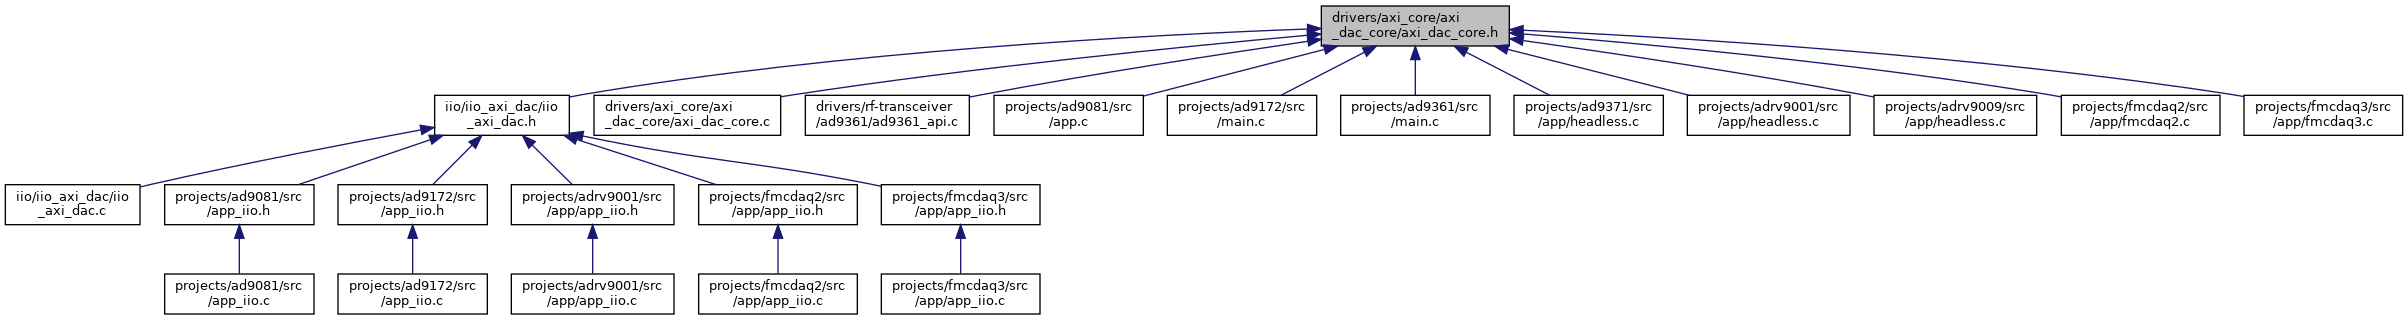 drivers/axi_core/axi
_dac_core/axi_dac_core.h
iio/iio_axi_dac/iio
_axi_dac.h
drivers/axi_core/axi
_dac_core/axi_dac_core.c
drivers/rf-transceiver
/ad9361/ad9361_api.c
projects/ad9081/src
/app.c
projects/ad9172/src
/main.c
projects/ad9361/src
/main.c
projects/ad9371/src
/app/headless.c
projects/adrv9001/src
/app/headless.c
projects/adrv9009/src
/app/headless.c
projects/fmcdaq2/src
/app/fmcdaq2.c
projects/fmcdaq3/src
/app/fmcdaq3.c
iio/iio_axi_dac/iio
_axi_dac.c
projects/ad9081/src
/app_iio.h
projects/ad9172/src
/app_iio.h
projects/adrv9001/src
/app/app_iio.h
projects/fmcdaq2/src
/app/app_iio.h
projects/fmcdaq3/src
/app/app_iio.h
projects/ad9081/src
/app_iio.c
projects/ad9172/src
/app_iio.c
projects/adrv9001/src
/app/app_iio.c
projects/fmcdaq2/src
/app/app_iio.c
projects/fmcdaq3/src
/app/app_iio.c